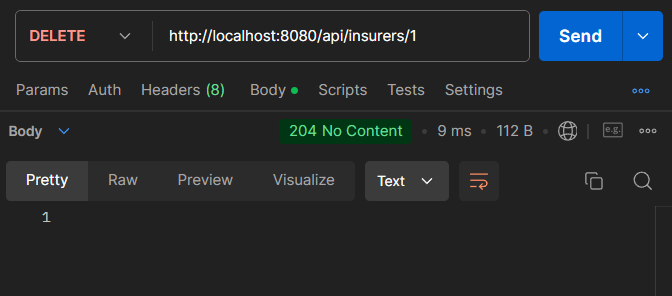 DELETE http://localhost:8080/api/insurers/1 Send
Params Auth Headers (8) Body Scripts Tests Settings
Body 204 No Content 9 ms 112 B e.g.
Pretty Raw Preview Visualize Text
1